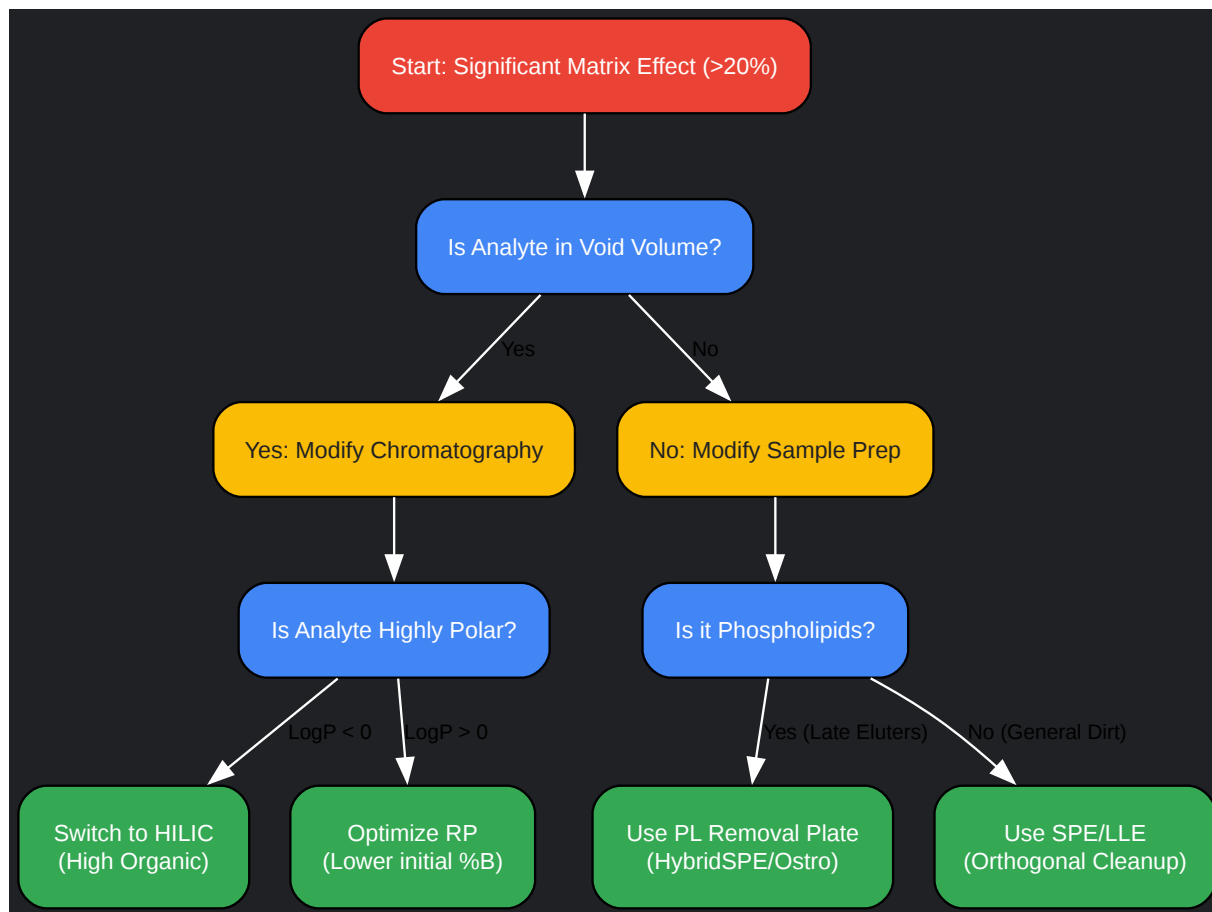 Start: Significant Matrix Effect (>20%)
Is Analyte in Void Volume?
Yes
No
Yes: Modify Chromatography
No: Modify Sample Prep
Is Analyte Highly Polar?
Is it Phospholipids?
LogP < 0
LogP > 0
Yes (Late Eluters)
No (General Dirt)
Switch to HILIC
(High Organic)
Optimize RP
(Lower initial %B)
Use PL Removal Plate
(HybridSPE/Ostro)
Use SPE/LLE
(Orthogonal Cleanup)